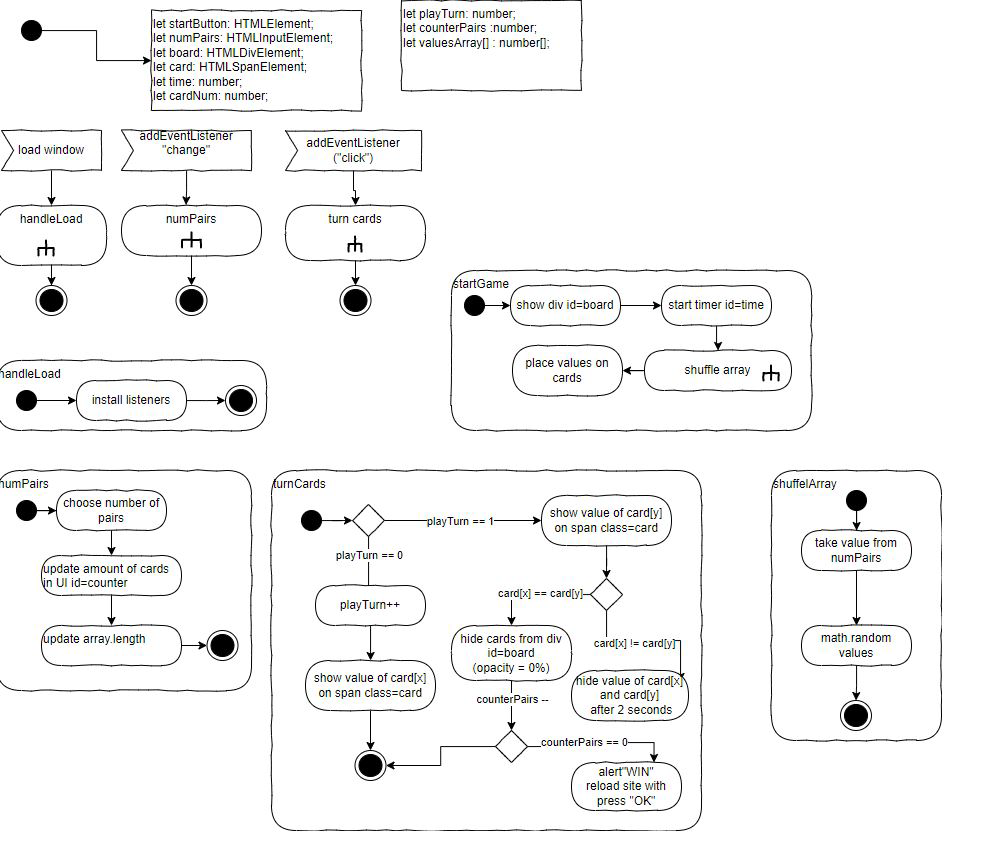 let startButton: HTMLElement;
let numPairs: HTMLInputElement;
let board: HTMLDivElement;
let card: HTMLSpanElement;
let time: number;
let cardNum: number;
let playTurn: number;
let counterPairs :number;
let valuesArray[] : number[];
load window
addEventListener
"change"
addEventListener
("click")
handleLoad
numPairs
turn cards
startGame
show div id=board
start timer id=time
place values on
cards
shuffle array
handleLoad
install listeners
numPairs
choose number of
pairs
update amount of cards
in UI id=counter
update array.length
turnCards
playTurn == 1
show value of card[y]
on span class=card
playTurn == 0
playTurn++
show value of card[x]
on span class=card
card[x] == card[y]
card[x] != card[y]
hide cards from div
id=board
(opacity = 0%)
hide value of card[x]
and card[y]
after 2 seconds
counterPairs --
counterPairs == 0
alert"WIN"
reload site with
press "OK"
shuffelArray
take value from
numPairs
math.random
values